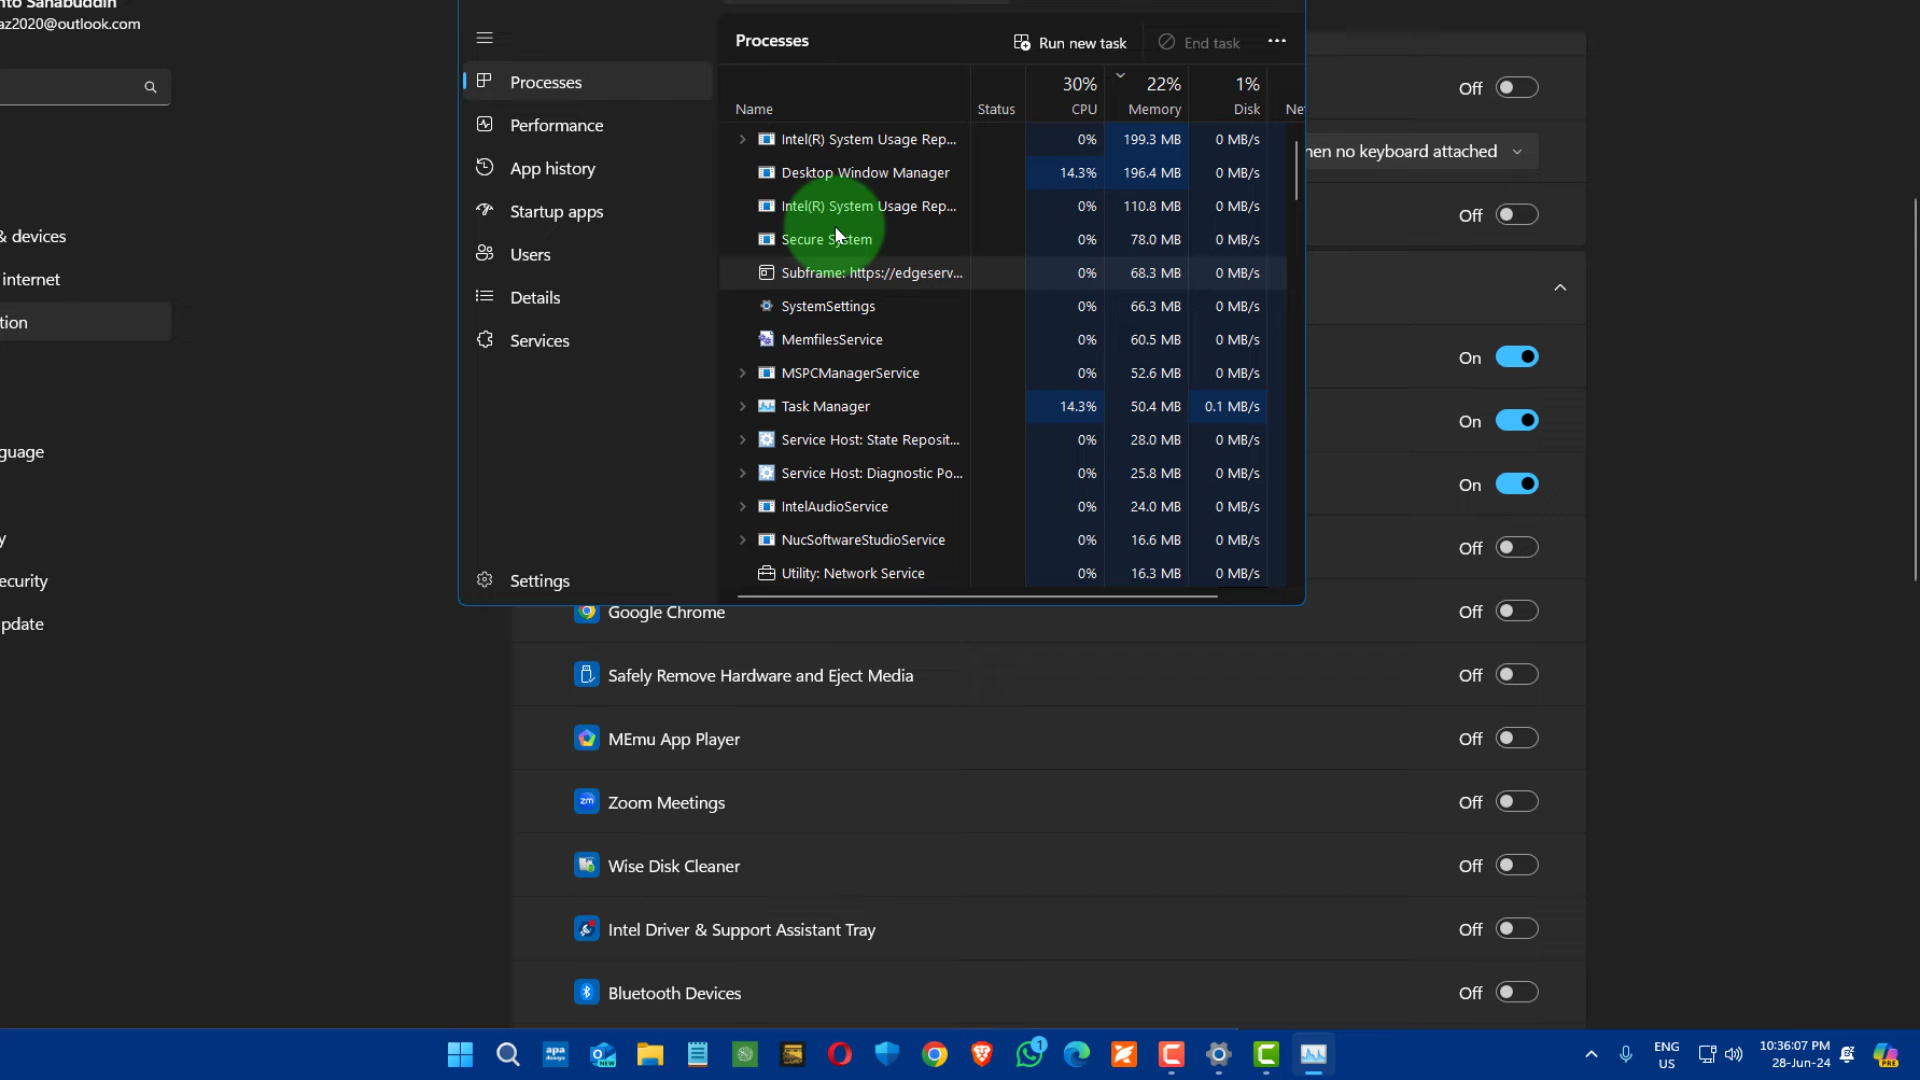 nto Sahabuddin
az2020@outlook.com
& devices
internet
tion
guage
y
ecurity
pdate
Processes
Performance
App history
Startup apps
Users
Details
Services
Settings
Processes
Run new task
End task
30% 22% 1%
Name Status CPU Memory Disk Ne
Intel(R) System Usage Rep... 0% 199.3 MB 0 MB/s
Desktop Window Manager 14.3% 196.4 MB 0 MB/s
Intel(R) System Usage Rep... 0% 110.8 MB 0 MB/s
Secure System 0% 78.0 MB 0 MB/s
Subframe: https://edgeserv... 0% 68.3 MB 0 MB/s
SystemSettings 0% 66.3 MB 0 MB/s
MemfilesService 0% 60.5 MB 0 MB/s
MSPCManagerService 0% 52.6 MB 0 MB/s
Task Manager 14.3% 50.4 MB 0.1 MB/s
Service Host: State Reposit... 0% 28.0 MB 0 MB/s
Service Host: Diagnostic Po... 0% 25.8 MB 0 MB/s
IntelAudioService 0% 24.0 MB 0 MB/s
NucSoftwareStudioService 0% 16.6 MB 0 MB/s
Utility: Network Service 0% 16.3 MB 0 MB/s
Off
hen no keyboard attached
Off
On
On
On
Off
Google Chrome Off
Safely Remove Hardware and Eject Media Off
MEmu App Player Off
zm Zoom Meetings Off
Wise Disk Cleaner Off
Intel Driver & Support Assistant Tray Off
Bluetooth Devices Off
apa
NEW
1
ENG
US
10:36:07 PM
28-Jun-24
PRE